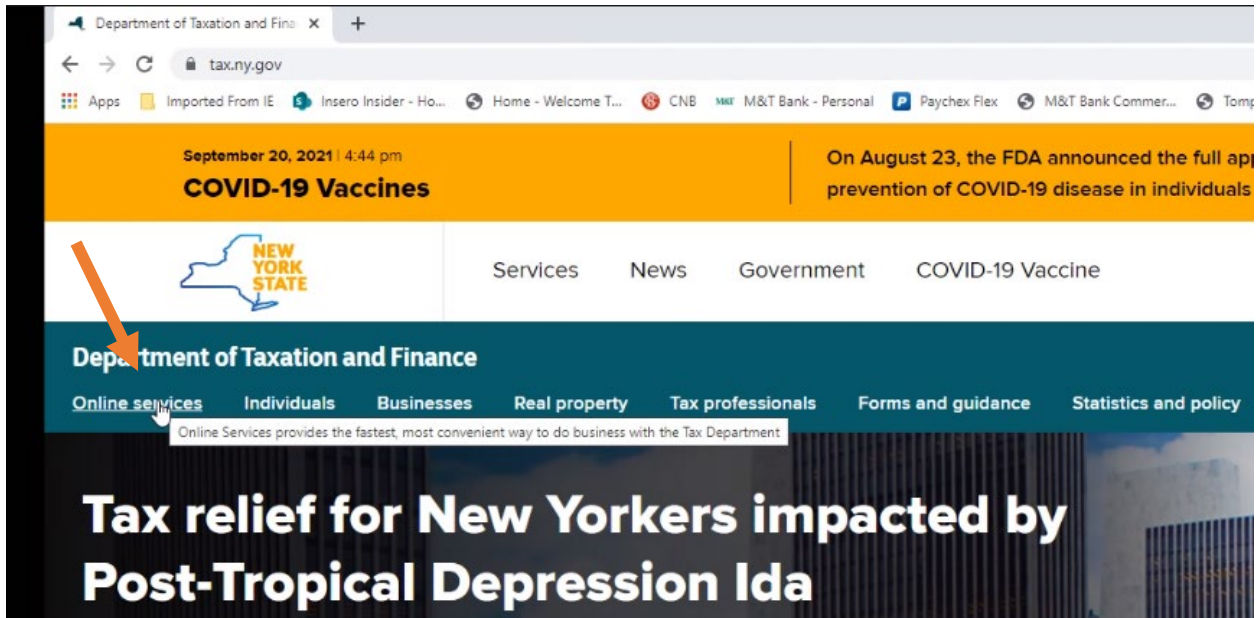 Department of Taxation and Fina
tax.ny.gov
Apps Imported From IE Insero Insider - Ho... Home - Welcome T... CNB M&T M&T Bank - Personal Paychex Flex M&T Bank Commer... Tomp
September 20, 2021 | 4:44 pm
COVID-19 Vaccines
On August 23, the FDA announced the full app
prevention of COVID-19 disease in individuals
NEW
YORK
STATE
Services News Government COVID-19 Vaccine
Department of Taxation and Finance
Online services Individuals Businesses Real property Tax professionals Forms and guidance Statistics and policy
Online Services provides the fastest, most convenient way to do business with the Tax Department
Tax relief for New Yorkers impacted by
Post-Tropical Depression Ida